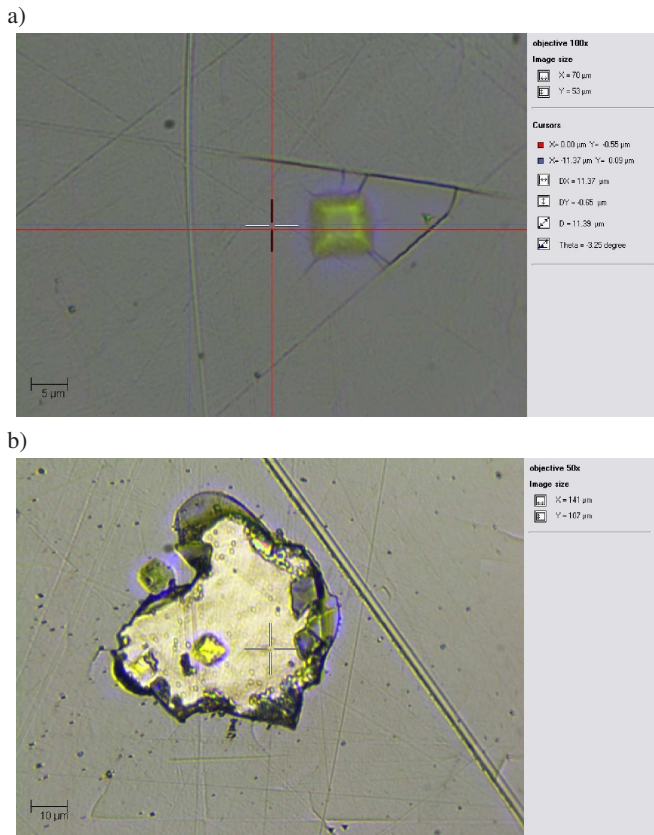 a)
objective 100x
Image size
X = 70 µm
Y = 53 µm
Cursors
X= 0.00 µm Y= -0.55 µm
X= -11.37 µm Y= 0.09 µm
DX = 11.37 µm
DY = -0.65 µm
D = 11.39 µm
Theta = -3.25 degree
5 µm
b)
objective 50x
Image size
X = 141 µm
Y = 107 µm
10 µm